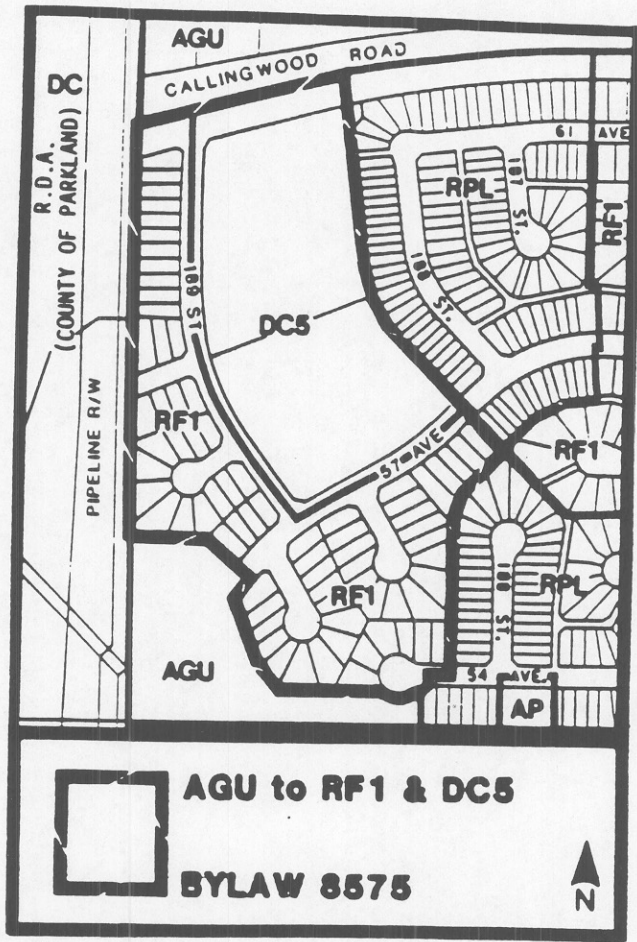 AGU
CALLINGWOOD ROAD
DC
R.D.A.
(COUNTY OF PARKLAND)
PIPELINE R/W
61 AVE
187 ST.
RPL
RF1
188 ST.
189 ST
DC5
RF1
57 AVE
RF1
RF1
188 ST.
RPL
AGU
54 AVE.
AP
AGU to RF1 & DC5
BYLAW 8575
N